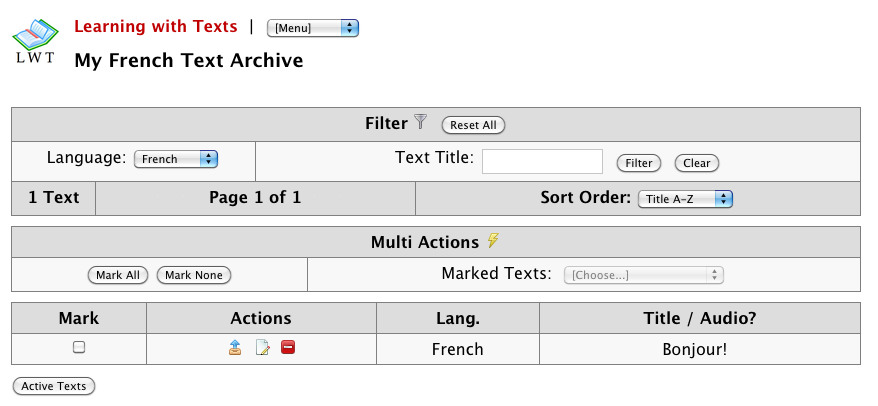 Learning with Texts | [Menu]
LWT
My French Text Archive
Filter Reset All
Language: French Text Title: Filter Clear
1 Text Page 1 of 1 Sort Order: Title A-Z
Multi Actions
Mark All Mark None Marked Texts: [Choose...]
Mark Actions Lang. Title / Audio?
French Bonjour!
Active Texts